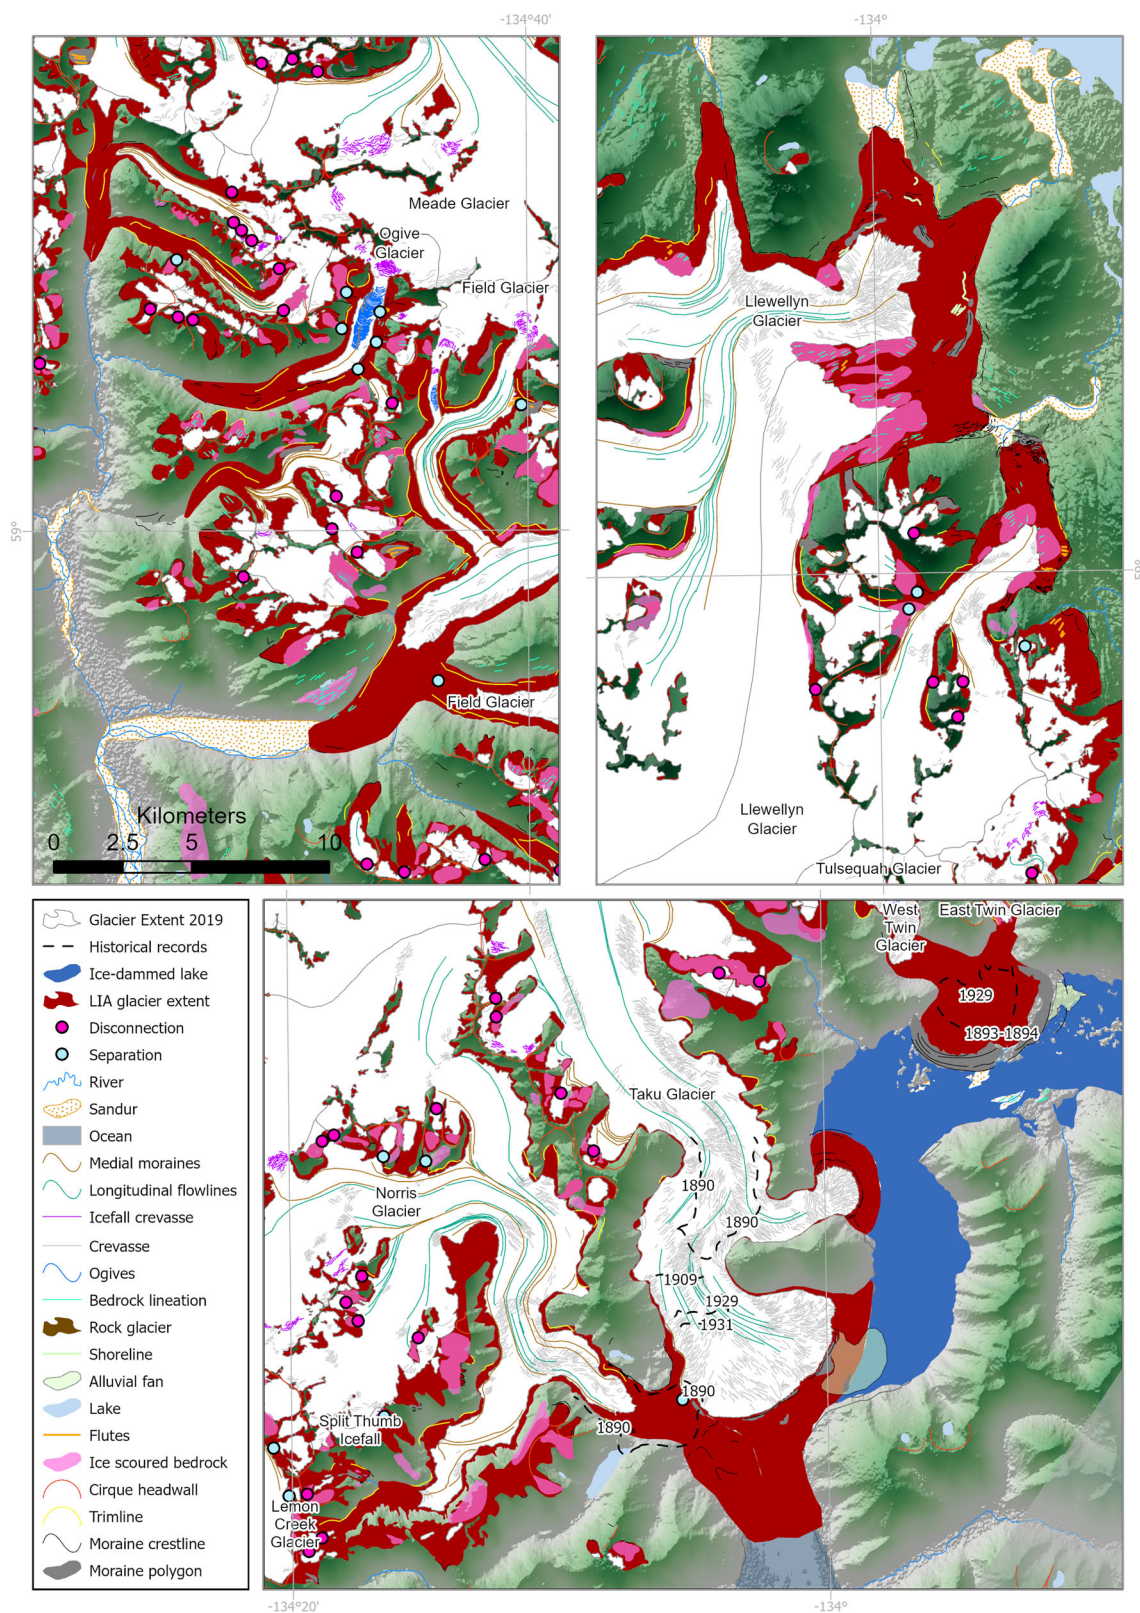 -134°40'
-134°
Meade Glacier
Ogive
Glacier
Field Glacier
59°
Field Glacier
Kilometers
0 2.5 5 10
Llewellyn
Glacier
59°
Llewellyn
Glacier
Tulsequah Glacier
Glacier Extent 2019
Historical records
Ice-dammed lake
LIA glacier extent
Disconnection
Separation
River
Sandur
Ocean
Medial moraines
Longitudinal flowlines
Icefall crevasse
Crevasse
Ogives
Bedrock lineation
Rock glacier
Shoreline
Alluvial fan
Lake
Flutes
Ice scoured bedrock
Cirque headwall
Trimline
Moraine crestline
Moraine polygon
West
Twin
Glacier
East Twin Glacier
1929
1893-1894
Taku Glacier
1890
1890
Norris
Glacier
1909
1929
1931
1890
1890
Split Thumb
Icefall
Lemon
Creek
Glacier
-134°20'
-134°